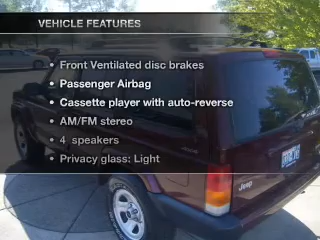 VEHICLE FEATURES
• Front Ventilated disc brakes
• Passenger Airbag
• Cassette player with auto-reverse
• AM/FM stereo
• 4 speakers
• Privacy glass: Light
Jeep